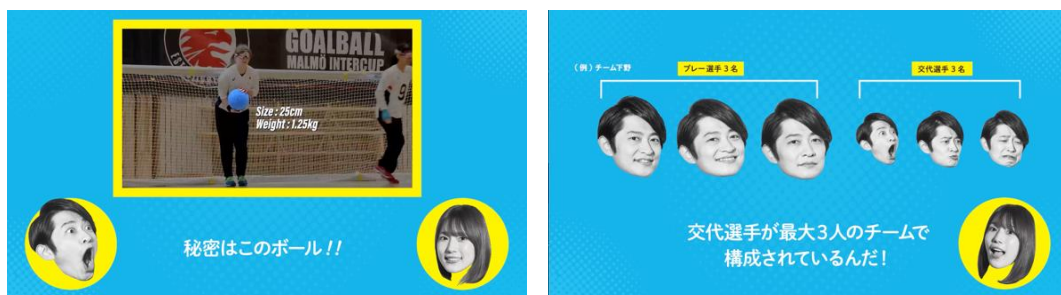 GOALBALL
MALMÖ INTERCUP
Size : 25cm
Weight : 1.25kg
9
秘密はこのボール!!
(例)チーム下野
プレー選手3名
交代選手3名
交代選手が最大3人のチームで
構成されているんだ!